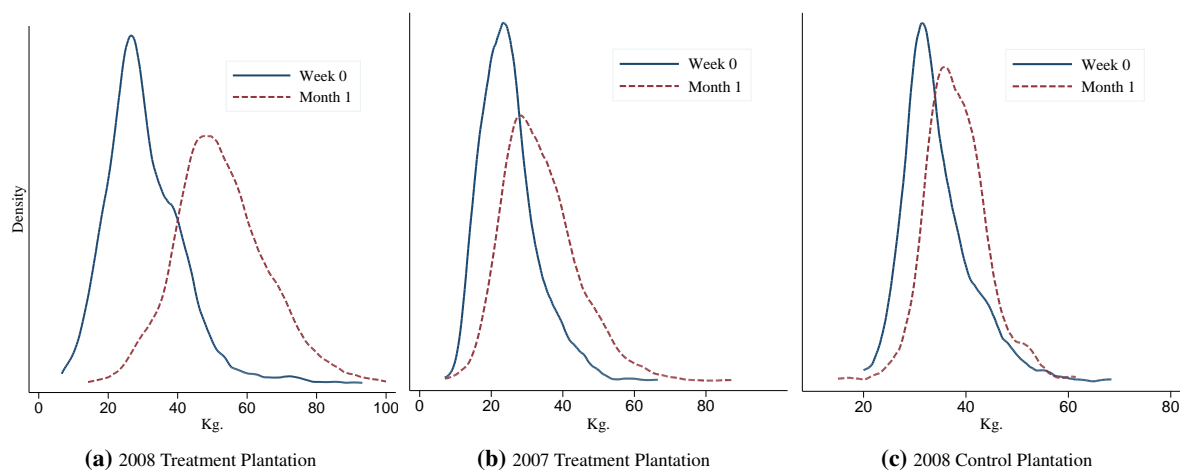 Week 0
Month 1
Density
0 20 40 60 80 100
Kg.
(a) 2008 Treatment Plantation
Week 0
Month 1
0 20 40 60 80
Kg.
(b) 2007 Treatment Plantation
Week 0
Month 1
20 40 60 80
Kg.
(c) 2008 Control Plantation